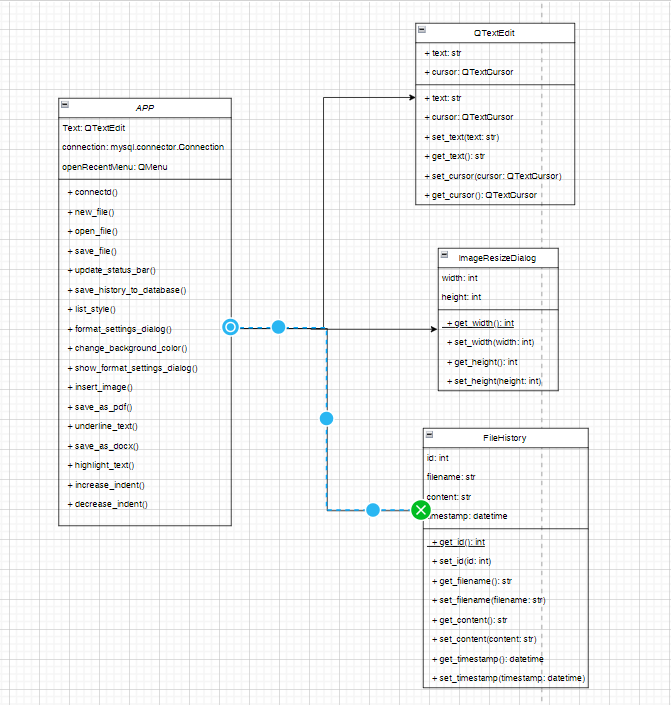 APP
Text: QTextEdit
connection: mysql.connector.Connection
openRecentMenu: QMenu
+ connectd()
+ new_file()
+ open_file()
+ save_file()
+ update_status_bar()
+ save_history_to_database()
+ list_style()
+ format_settings_dialog()
+ change_background_color()
+ show_format_settings_dialog()
+ insert_image()
+ save_as_pdf()
+ underline_text()
+ save_as_docx()
+ highlight_text()
+ increase_indent()
+ decrease_indent()
QTextEdit
+ text: str
+ cursor: QTextCursor
+ text: str
+ cursor: QTextCursor
+ set_text(text: str)
+ get_text(): str
+ set_cursor(cursor: QTextCursor)
+ get_cursor(): QTextCursor
ImageResizeDialog
width: int
height: int
+ get_width(): int
+ set_width(width: int)
+ get_height(): int
+ set_height(height: int)
FileHistory
id: int
filename: str
content: str
timestamp: datetime
+ get_id(): int
+ set_id(id: int)
+ get_filename(): str
+ set_filename(filename: str)
+ get_content(): str
+ set_content(content: str)
+ get_timestamp(): datetime
+ set_timestamp(timestamp: datetime)